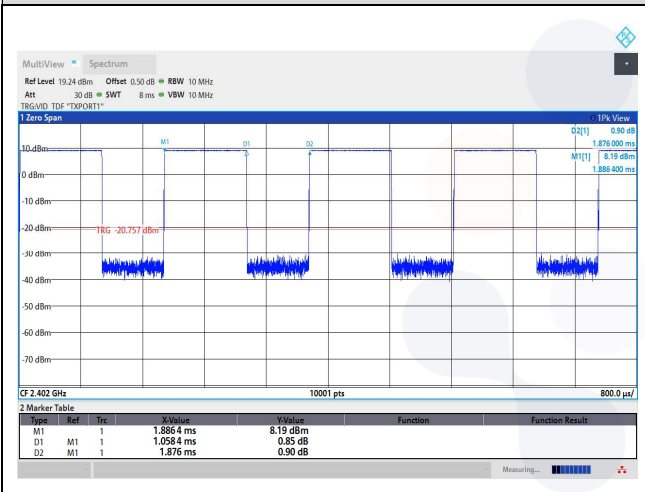 MultiView Spectrum
Ref Level 19.24 dBm Offset 0.50 dB RBW 10 MHz
Att 30 dB SWT 8 ms VBW 10 MHz
TRG:VID TDF "TXPORT1"
1 Zero Span 1Pk View
D2[1] 0.90 dB
1.876 000 ms
M1[1] 8.19 dBm
1.886 400 ms
M1 D1 D2
10 dBm
0 dBm
-10 dBm
-20 dBm
TRG -20.757 dBm
-30 dBm
-40 dBm
-50 dBm
-60 dBm
-70 dBm
CF 2.402 GHz 10001 pts 800.0 µs/
2 Marker Table
Type Ref Trc X-Value Y-Value Function Function Result
M1 1 1.8864 ms 8.19 dBm
D1 M1 1 1.0584 ms 0.85 dB
D2 M1 1 1.876 ms 0.90 dB
Measuring...